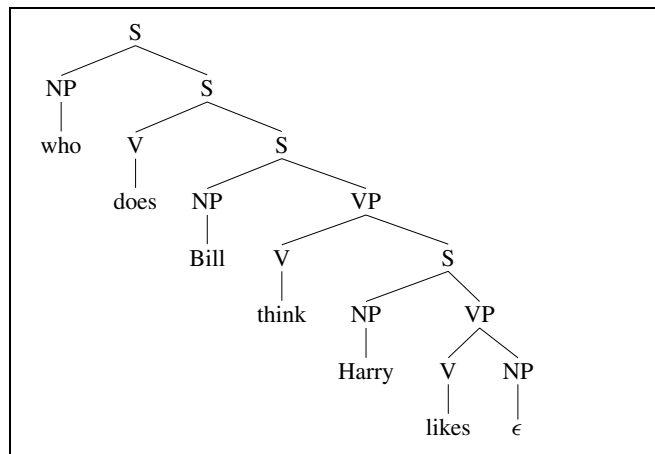 S
NP S
who V S
does NP VP
Bill V S
think NP VP
Harry V NP
likes ϵ